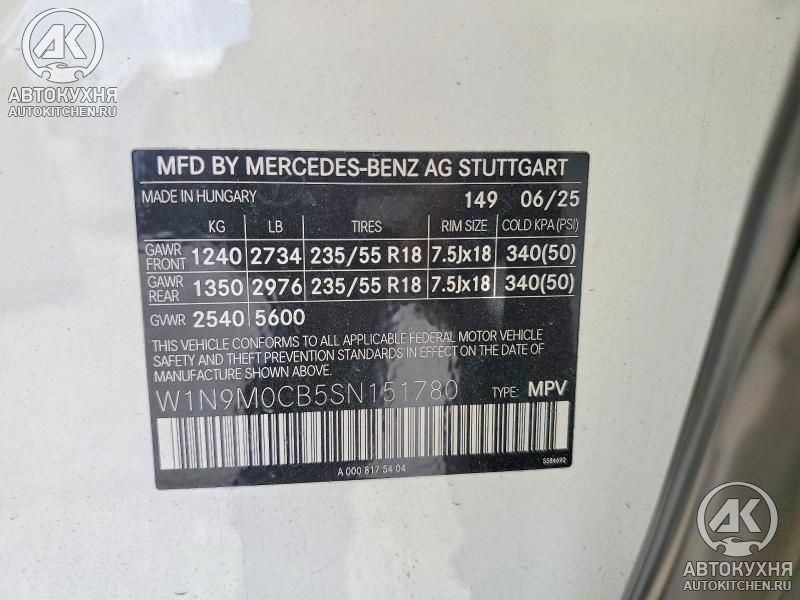 АК
АВТОКУХНЯ
AUTOKITCHEN.RU
MFD BY MERCEDES-BENZ AG STUTTGART
MADE IN HUNGARY 149 06/25
KG LB TIRES RIM SIZE COLD KPA(PSI)
GAWR FRONT 1240 2734 235/55 R18 7.5Jx18 340(50)
GAWR REAR 1350 2976 235/55 R18 7.5Jx18 340(50)
GVWR 2540 5600
THIS VEHICLE CONFORMS TO ALL APPLICABLE FEDERAL MOTOR VEHICLE
SAFETY AND THEFT PREVENTION STANDARDS IN EFFECT ON THE DATE OF
MANUFACTURE SHOWN ABOVE.
W1N9M0CB5SN151780 TYPE: MPV
A 000 817 54 04 5584692
АК
АВТОКУХНЯ
AUTOKITCHEN.RU